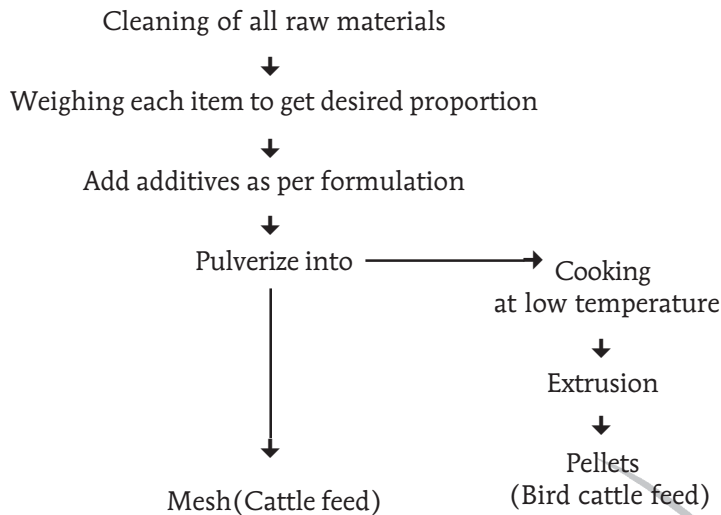 Cleaning of all raw materials
Weighing each item to get desired proportion
Add additives as per formulation
Pulverize into
Cooking
at low temperature
Extrusion
Pellets
(Bird cattle feed)
Mesh(Cattle feed)